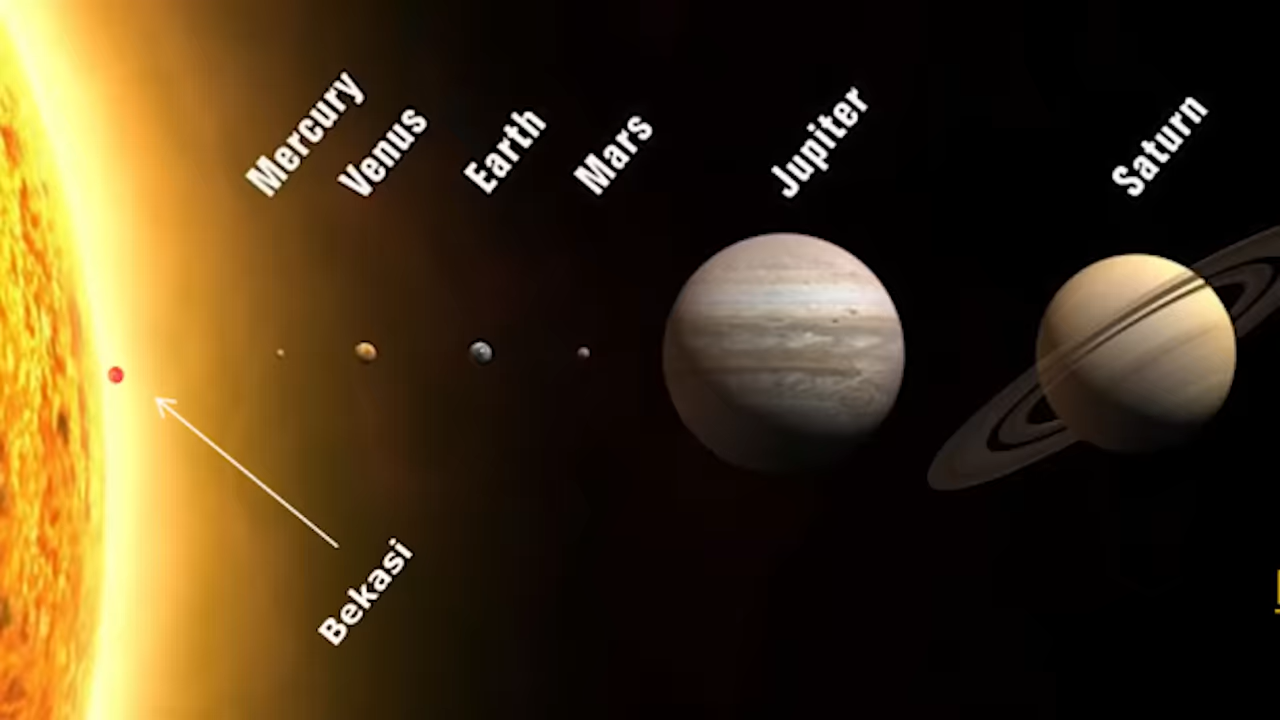 Mercury
Venus
Earth
Mars
Jupiter
Saturn
Bekasi